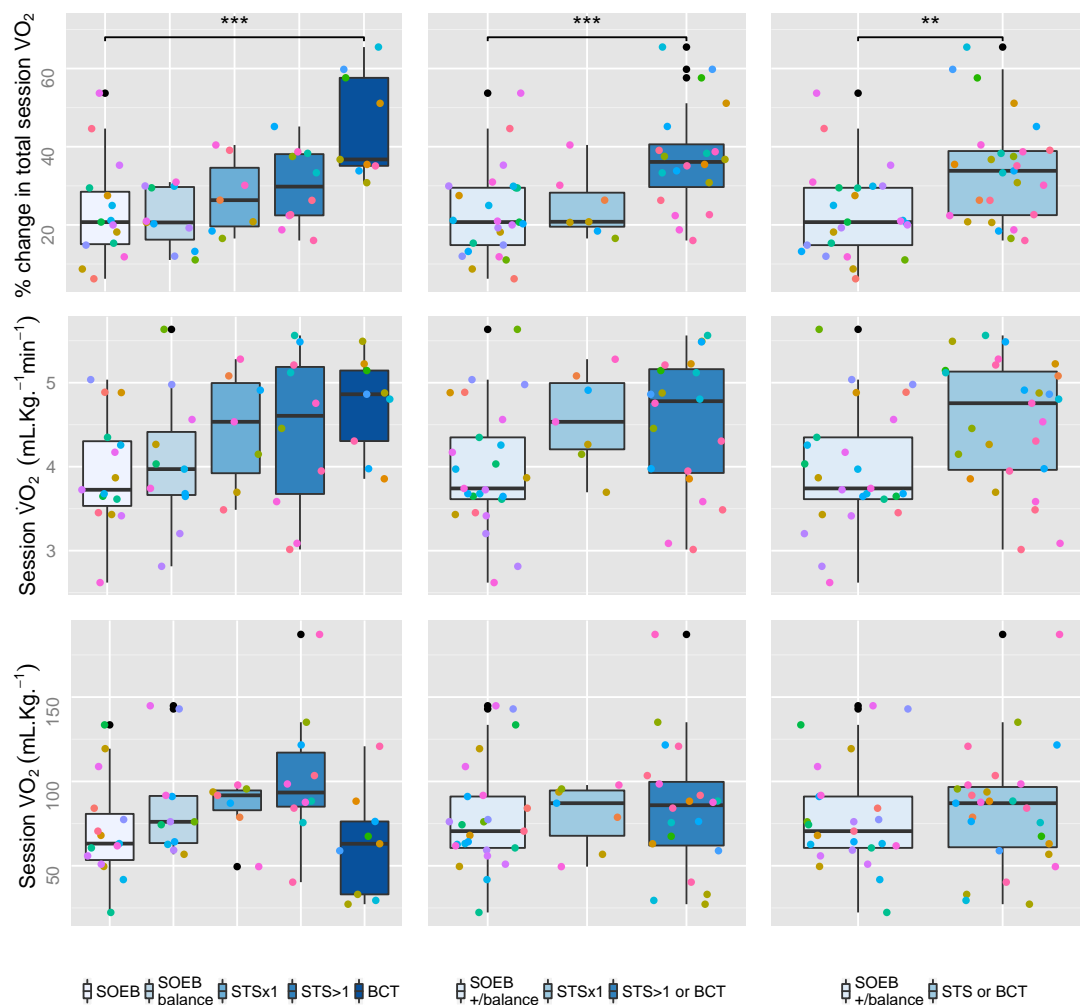 *** *** **
% change in total session VO₂
60
40
20
Session V̇O₂ (mL.Kg.⁻¹min⁻¹)
5
4
3
Session VO₂ (mL.Kg.⁻¹)
150
100
50
SOEB SOEB balance STSx1 STS>1 BCT
SOEB +/balance STSx1 STS>1 or BCT
SOEB +/balance STS or BCT